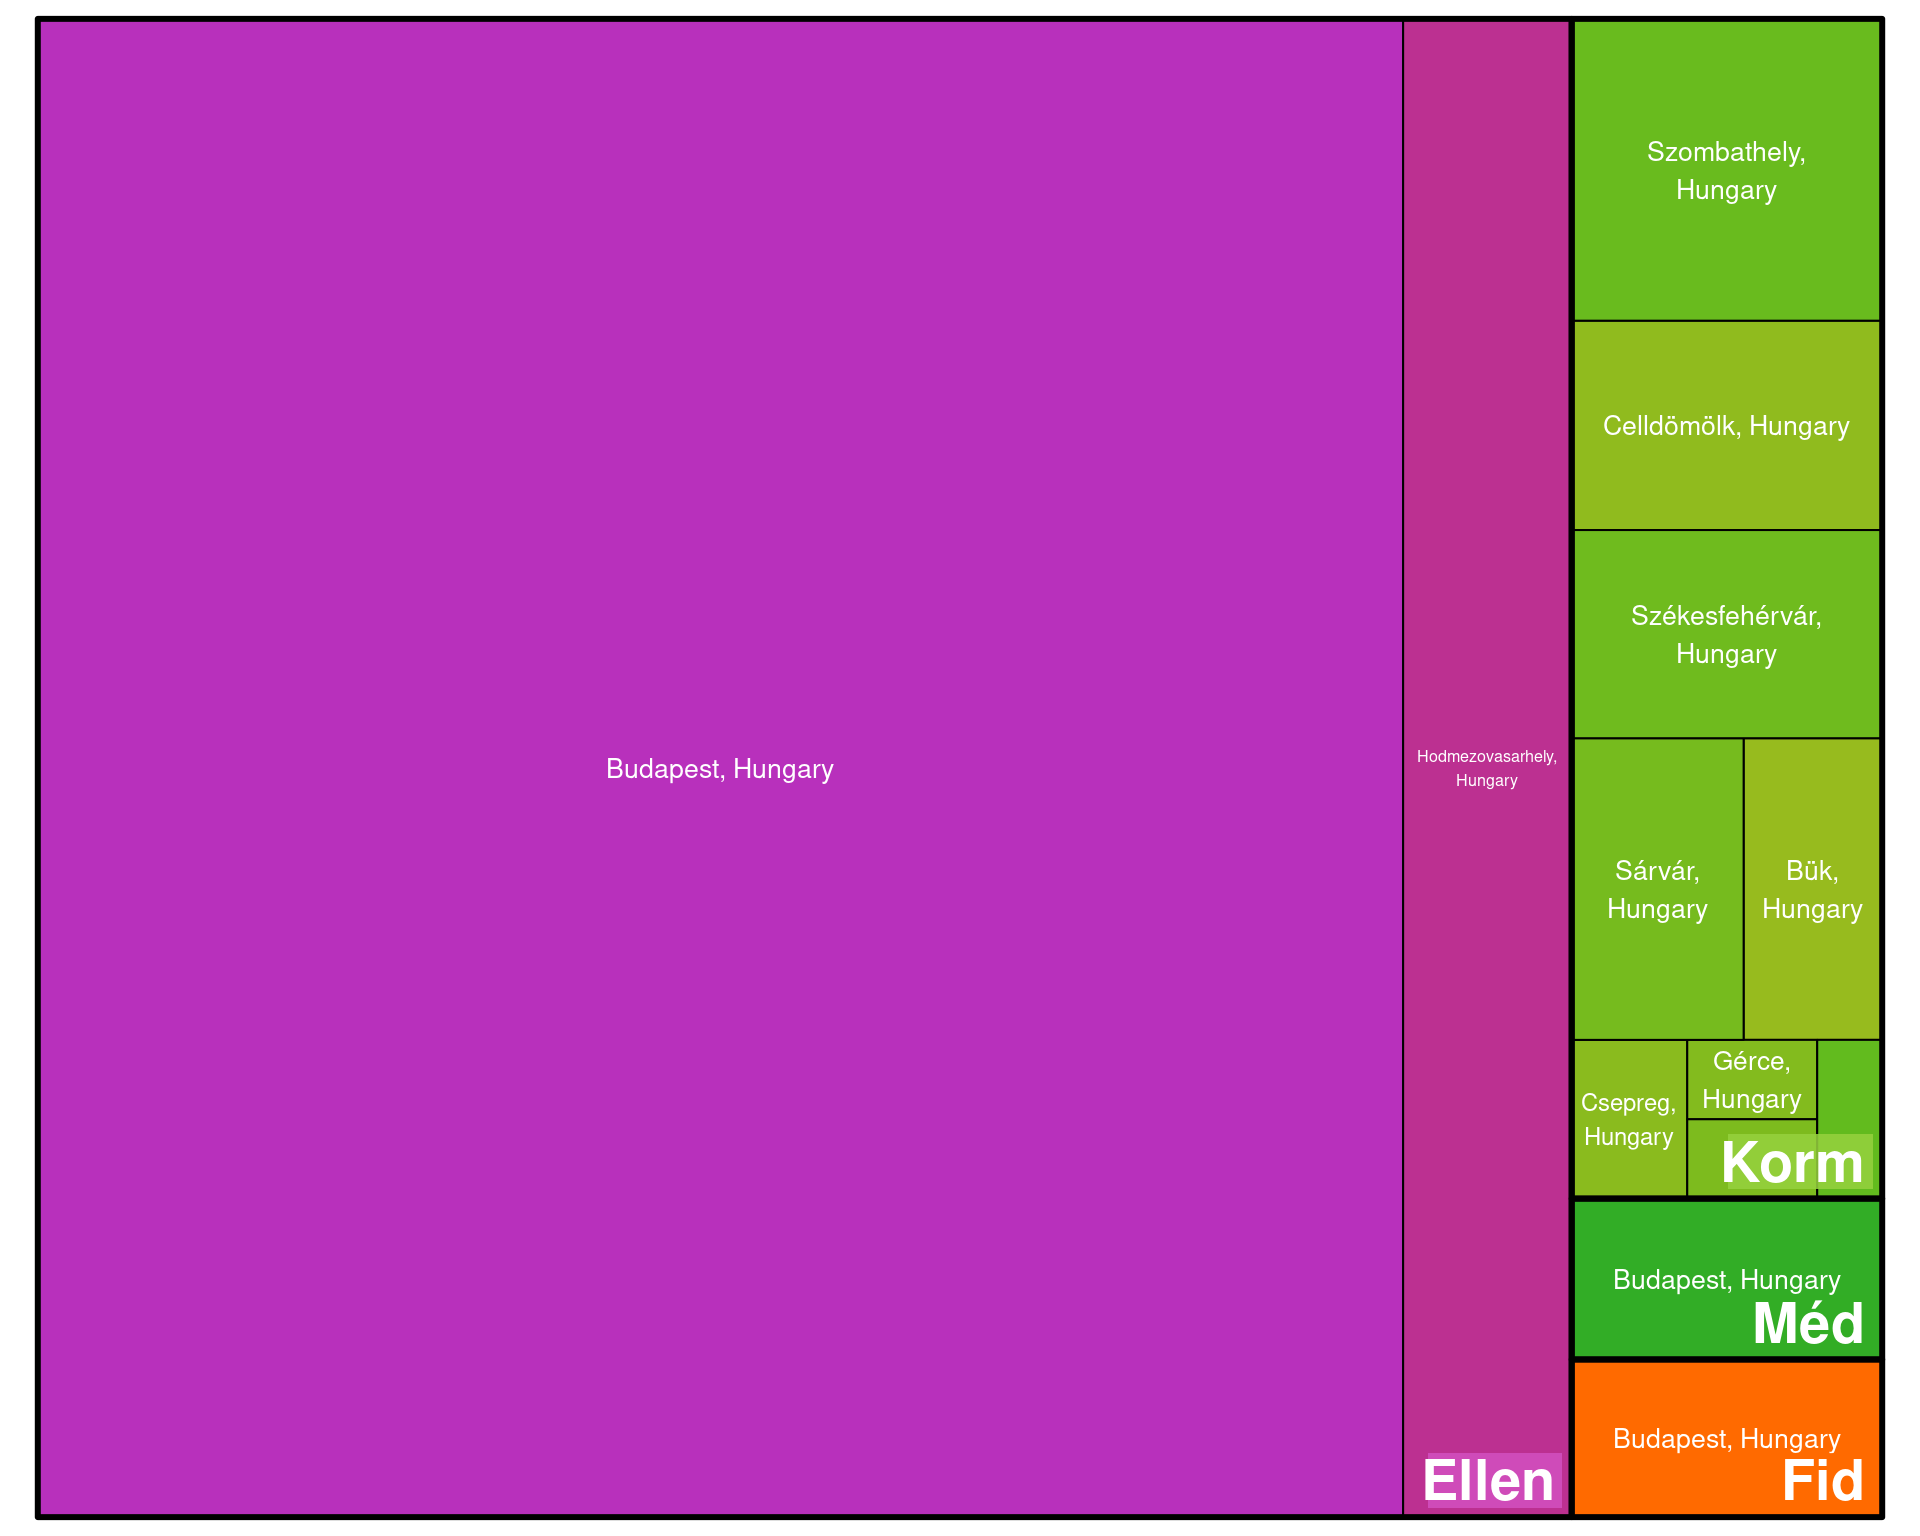 Budapest, Hungary
Hodmezovasarhely,
Hungary
Ellen
Szombathely,
Hungary
Celldömölk, Hungary
Székesfehérvár,
Hungary
Sárvár,
Hungary
Bük,
Hungary
Csepreg,
Hungary
Gérce,
Hungary
Korm
Budapest, Hungary
Méd
Budapest, Hungary
Fid